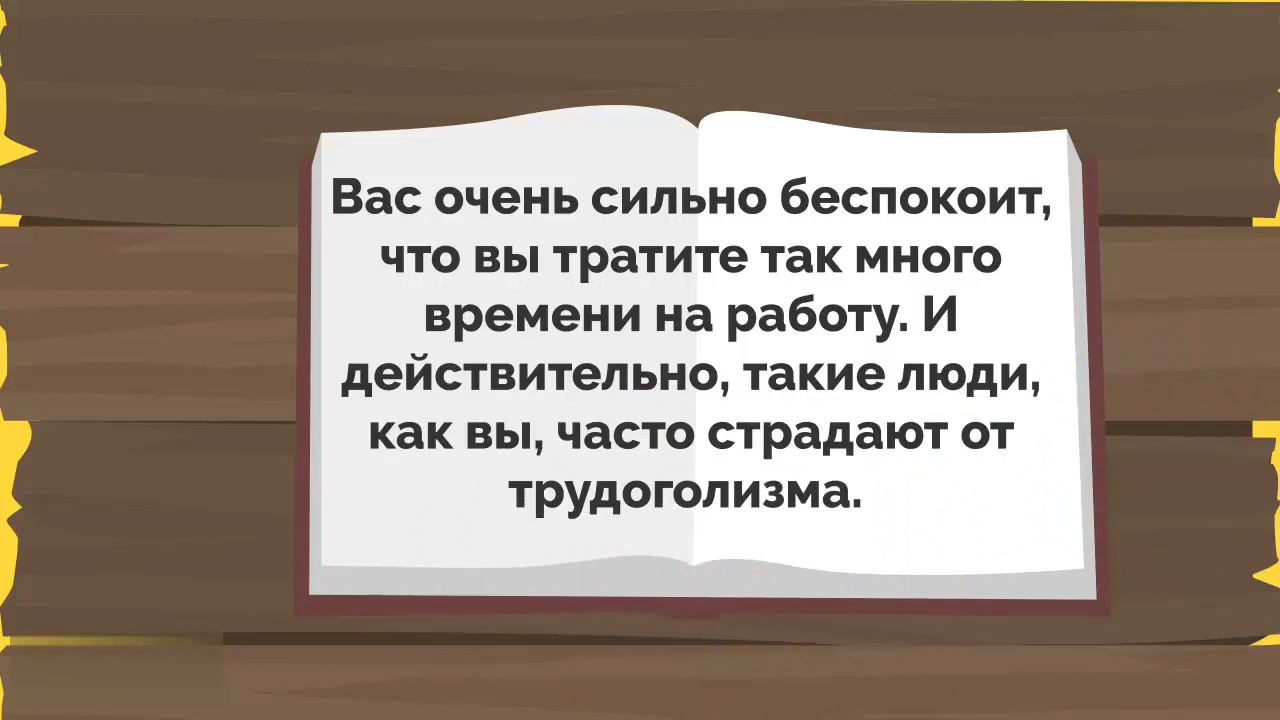 Вас очень сильно беспокоит,
что вы тратите так много
времени на работу. И
действительно, такие люди,
как вы, часто страдают от
трудоголизма.